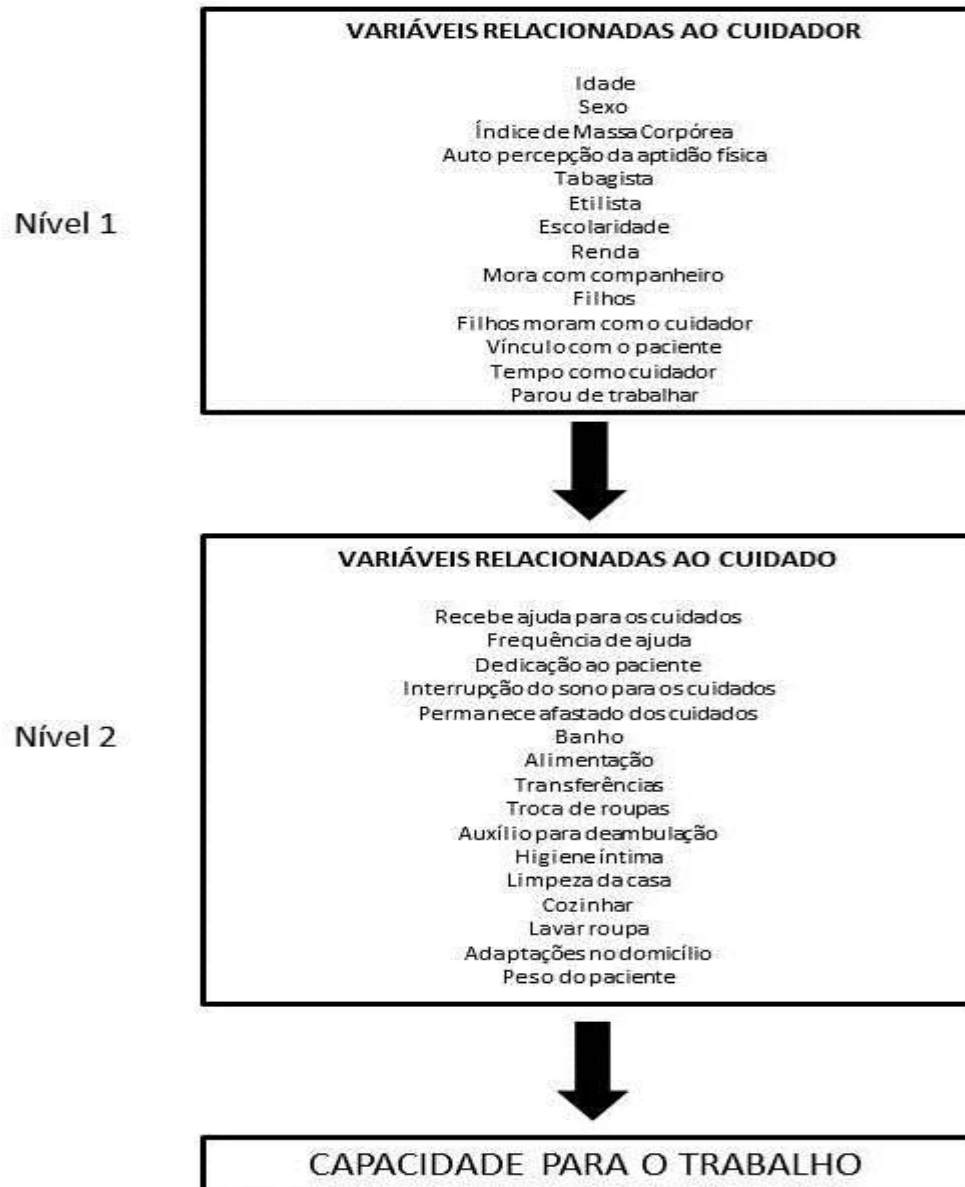 VARIÁVEIS RELACIONADAS AO CUIDADOR
Idade
Sexo
Índice de Massa Corpórea
Auto percepção da aptidão física
Tabagista
Etilista
Escolaridade
Renda
Mora com companheiro
Filhos
Filhos moram com o cuidador
Vínculo com o paciente
Tempo como cuidador
Parou de trabalhar
Nível 1
VARIÁVEIS RELACIONADAS AO CUIDADO
Recebe ajuda para os cuidados
Frequência de ajuda
Dedicação ao paciente
Interrupção do sono para os cuidados
Permanece afastado dos cuidados
Banho
Alimentação
Transferências
Troca de roupas
Auxílio para deambulação
Higiene íntima
Limpeza da casa
Cozinhar
Lavar roupa
Adaptações no domicílio
Peso do paciente
Nível 2
CAPACIDADE PARA O TRABALHO